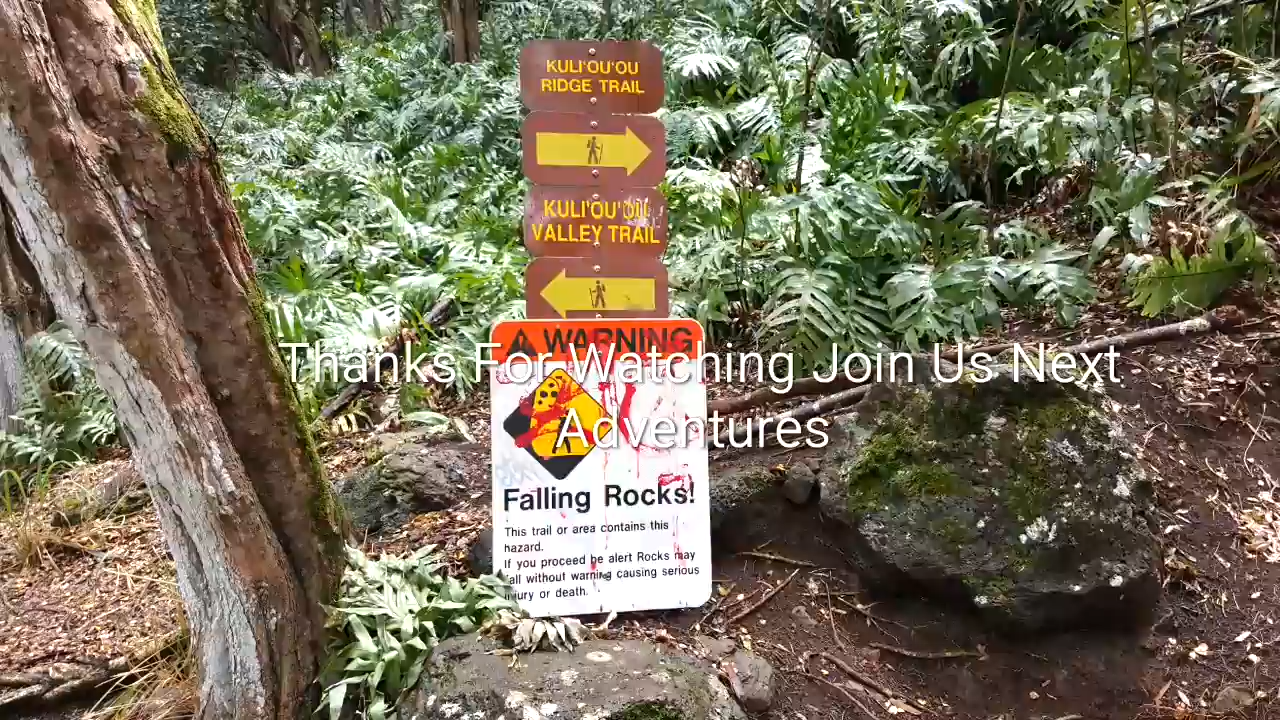 KULI'OU'OU
RIDGE TRAIL
KULI'OU'OU
VALLEY TRAIL
WARNING
Thanks For Watching Join Us Next
Adventures
Falling Rocks!
This trail or area contains this
hazard.
If you proceed be alert Rocks may
fall without warning causing serious
injury or death.